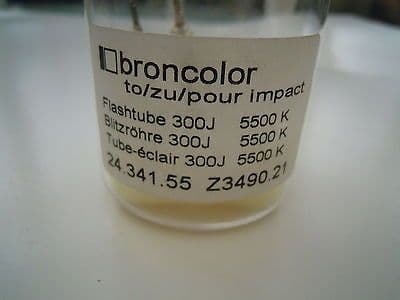 broncolor
to/zu/pour impact
Flashtube 300J 5500 K
Blitzröhre 300J 5500 K
Tube-éclair 300J 5500 K
24.341.55 Z3490.21